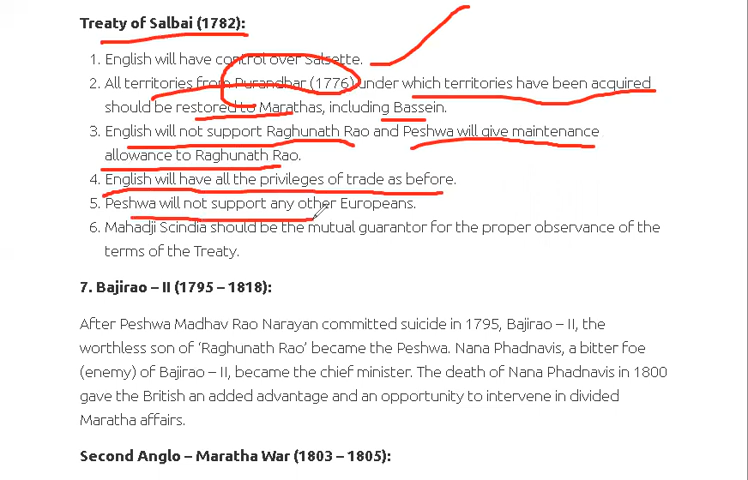 Treaty of Salbai (1782):
1. English will have control over Salsette.
2. All territories from Purandhar (1776) under which territories have been acquired
should be restored to Marathas, including Bassein.
3. English will not support Raghunath Rao and Peshwa will give maintenance
allowance to Raghunath Rao.
4. English will have all the privileges of trade as before.
5. Peshwa will not support any other Europeans.
6. Mahadji Scindia should be the mutual guarantor for the proper observance of the
terms of the Treaty.
7. Bajirao – II (1795 – 1818):
After Peshwa Madhav Rao Narayan committed suicide in 1795, Bajirao – II, the
worthless son of ‘Raghunath Rao’ became the Peshwa. Nana Phadnavis, a bitter foe
(enemy) of Bajirao – II, became the chief minister. The death of Nana Phadnavis in 1800
gave the British an added advantage and an opportunity to intervene in divided
Maratha affairs.
Second Anglo – Maratha War (1803 – 1805):